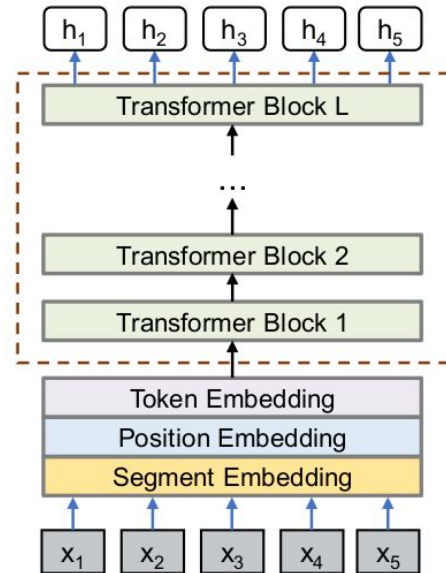 h1 h2 h3 h4 h5
Transformer Block L
...
Transformer Block 2
Transformer Block 1
Token Embedding
Position Embedding
Segment Embedding
x1 x2 x3 x4 x5